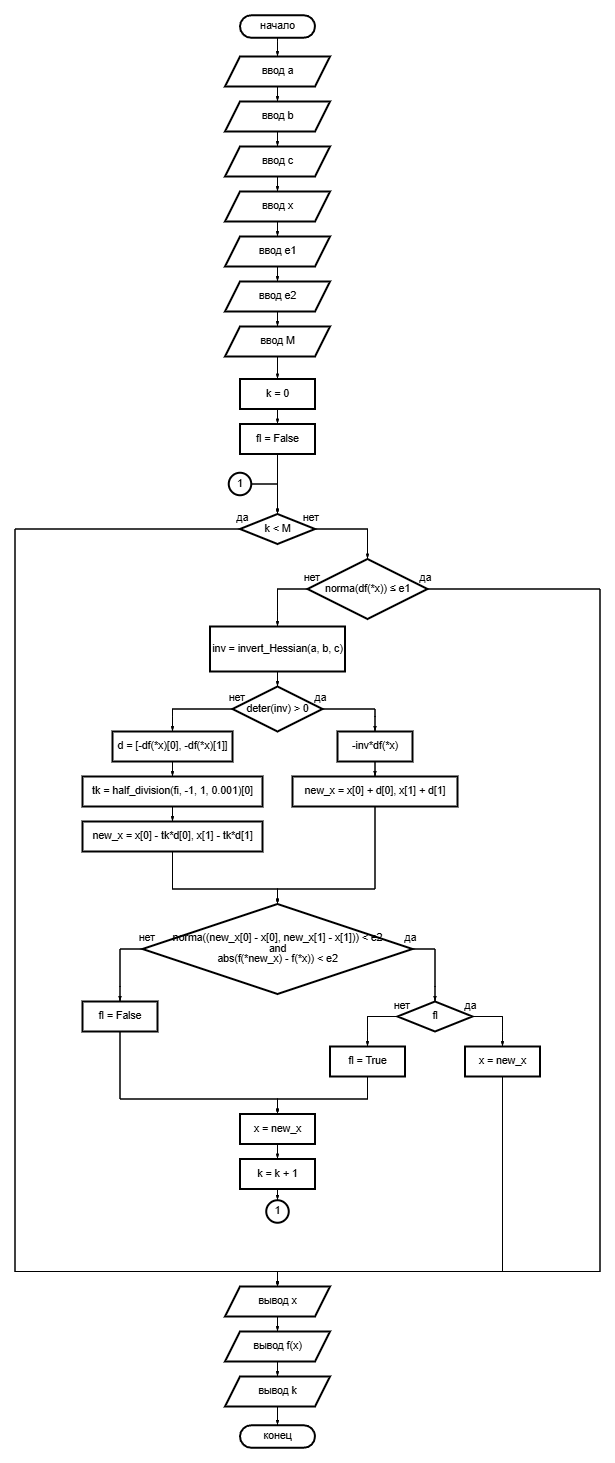 начало
ввод a
ввод b
ввод c
ввод x
ввод e1
ввод e2
ввод M
k = 0
fl = False
1
да
k < M
нет
нет
norma(df(*x)) ≤ e1
да
inv = invert_Hessian(a, b, c)
нет
deter(inv) > 0
да
d = [-df(*x)[0], -df(*x)[1]]
-inv*df(*x)
tk = half_division(fi, -1, 1, 0.001)[0]
new_x = x[0] + d[0], x[1] + d[1]
new_x = x[0] - tk*d[0], x[1] - tk*d[1]
нет
norma((new_x[0] - x[0], new_x[1] - x[1])) < e2
да
and
abs(f(*new_x) - f(*x)) < e2
fl = False
нет
fl
да
fl = True
x = new_x
x = new_x
k = k + 1
1
вывод x
вывод f(x)
вывод k
конец